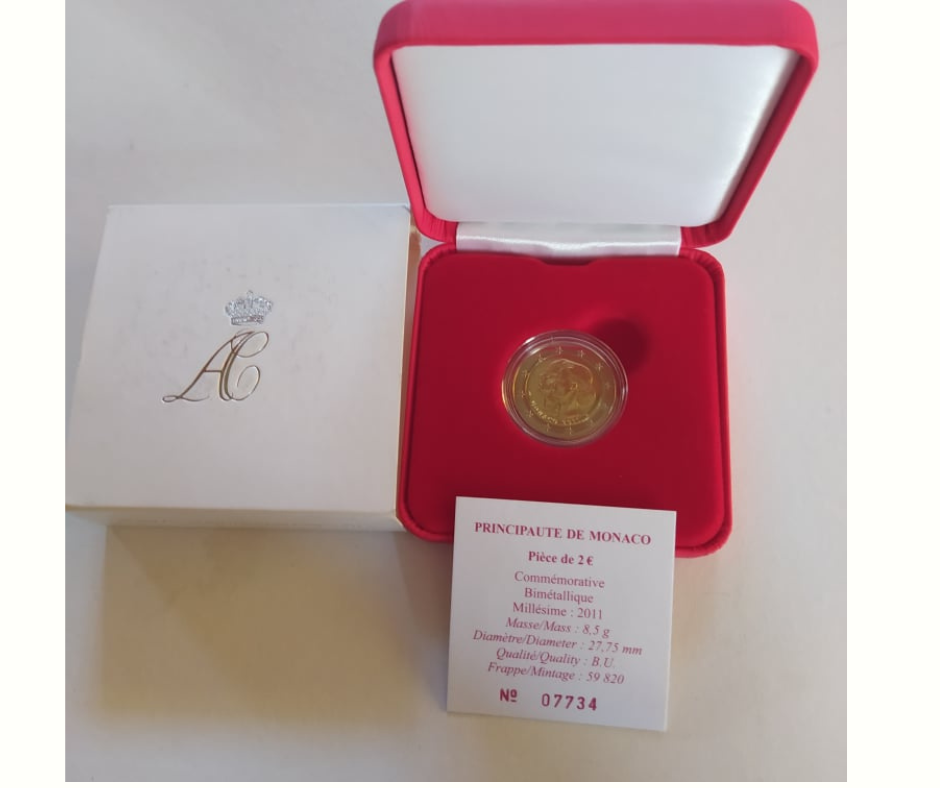 AC
PRINCIPAUTE DE MONACO
Pièce de 2 €
Commémorative
Bimétallique
Millésime : 2011
Masse/Mass : 8,5 g
Diamètre/Diameter : 27,75 mm
Qualité/Quality : B.U.
Frappe/Mintage : 59 820
Nº 07734